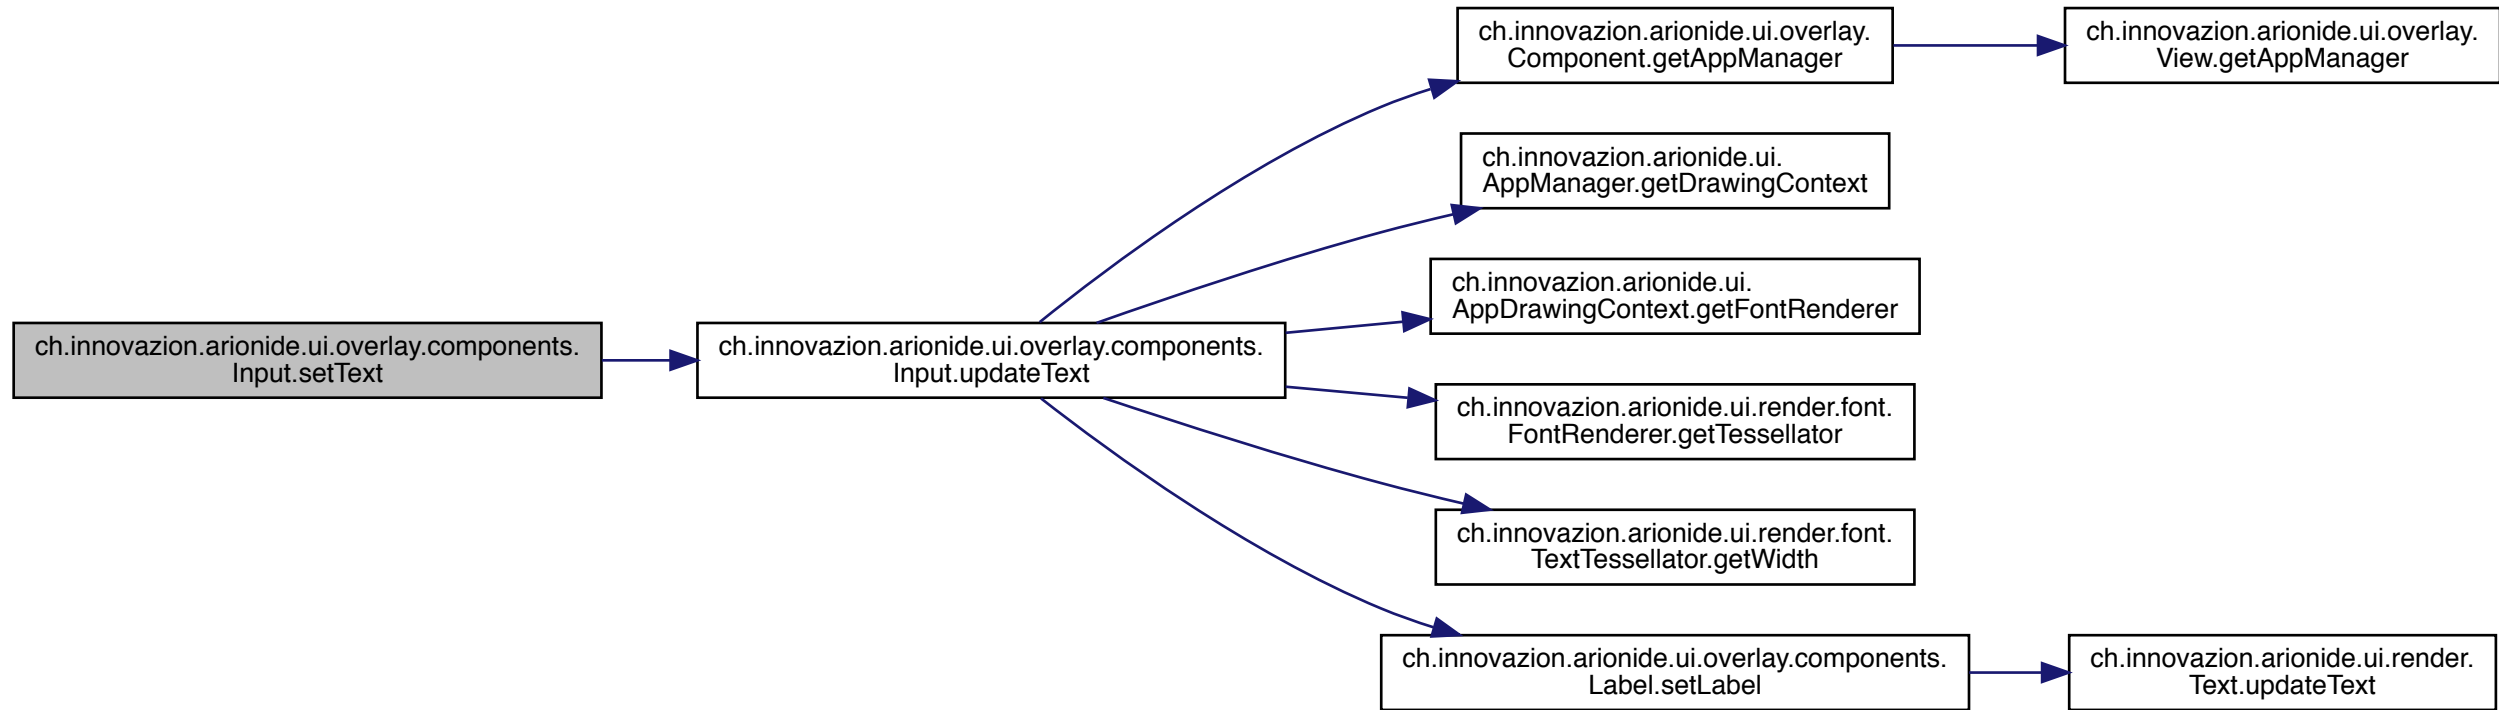 ch.innovazion.arionide.ui.overlay.components.
Input.setText
ch.innovazion.arionide.ui.overlay.components.
Input.updateText
ch.innovazion.arionide.ui.overlay.
Component.getAppManager
ch.innovazion.arionide.ui.overlay.
View.getAppManager
ch.innovazion.arionide.ui.
AppManager.getDrawingContext
ch.innovazion.arionide.ui.
AppDrawingContext.getFontRenderer
ch.innovazion.arionide.ui.render.font.
FontRenderer.getTessellator
ch.innovazion.arionide.ui.render.font.
TextTessellator.getWidth
ch.innovazion.arionide.ui.overlay.components.
Label.setLabel
ch.innovazion.arionide.ui.render.
Text.updateText